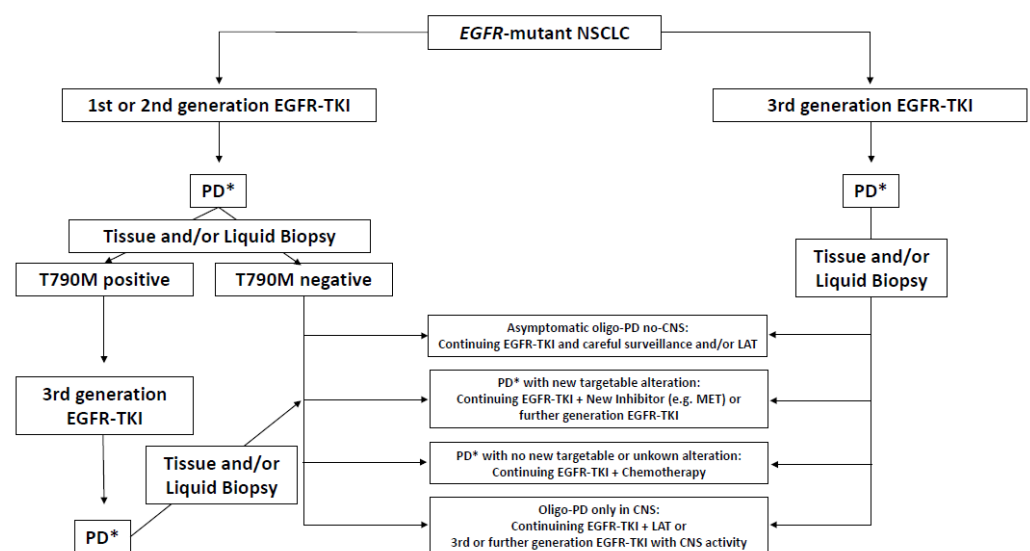 EGFR-mutant NSCLC
1st or 2nd generation EGFR-TKI
3rd generation EGFR-TKI
PD*
PD*
Tissue and/or Liquid Biopsy
Tissue and/or
Liquid Biopsy
T790M positive
T790M negative
Asymptomatic oligo-PD no-CNS:
Continuing EGFR-TKI and careful surveillance and/or LAT
3rd generation
EGFR-TKI
PD* with new targetable alteration:
Continuing EGFR-TKI + New Inhibitor (e.g. MET) or
further generation EGFR-TKI
Tissue and/or
Liquid Biopsy
PD* with no new targetable or unkown alteration:
Continuing EGFR-TKI + Chemotherapy
PD*
Oligo-PD only in CNS:
Continuining EGFR-TKI + LAT or
3rd or further generation EGFR-TKI with CNS activity